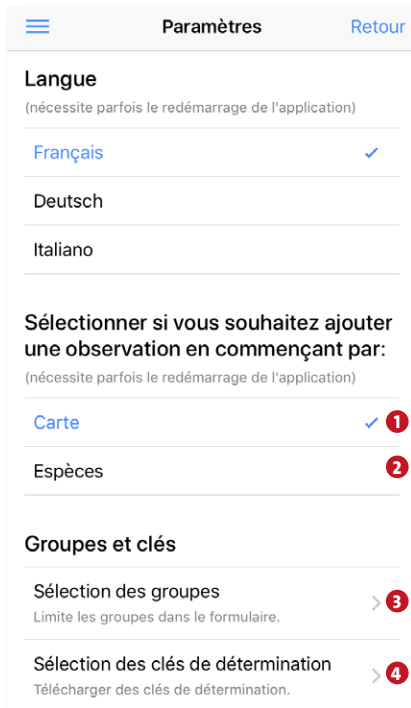 Paramètres Retour
Langue
(nécessite parfois le redémarrage de l'application)
Français
Deutsch
Italiano
Sélectionner si vous souhaitez ajouter
une observation en commençant par:
(nécessite parfois le redémarrage de l'application)
Carte 1
Espèces 2
Groupes et clés
Sélection des groupes
Limite les groupes dans le formulaire. 3
Sélection des clés de détermination
Télécharger des clés de détermination. 4